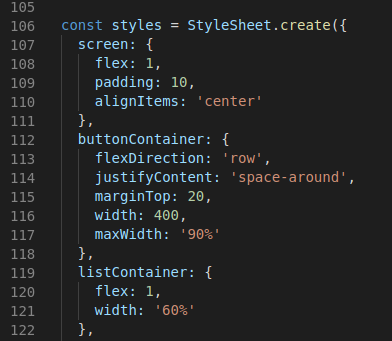 105
106 const styles = StyleSheet.create({
107 screen: {
108 flex: 1,
109 padding: 10,
110 alignItems: 'center'
111 },
112 buttonContainer: {
113 flexDirection: 'row',
114 justifyContent: 'space-around',
115 marginTop: 20,
116 width: 400,
117 maxWidth: '90%'
118 },
119 listContainer: {
120 flex: 1,
121 width: '60%'
122 },